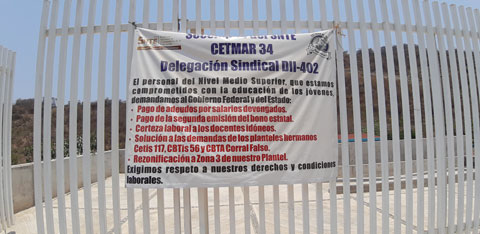 CETMAR 34
Delegación Sindical DII-402
El personal del Nivel Medio Superior, que estamos
comprometidos con la educación de los jóvenes,
demandamos al Gobierno Federal y del Estado:
• Pago de adeudos por salarios devengados.
• Pago de la segunda emisión del bono estatal.
• Certeza laboral a los docentes idóneos.
• Solución a las demandas de los planteles hermanos
Cetis 117, CBTis 56 y CBTA Corral Falso.
• Rezonificación a Zona 3 de nuestro Plantel.
Exigimos respeto a nuestros derechos y condiciones
laborales.